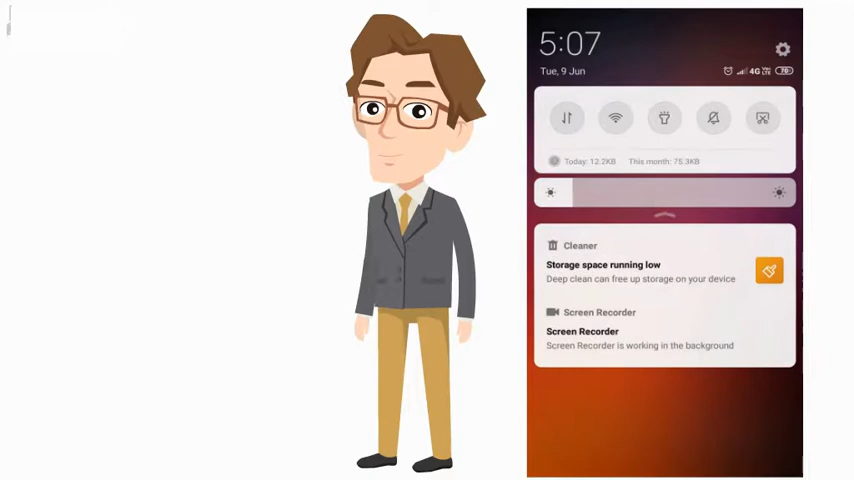 5:07
Tue, 9 Jun
4G VoLTE 70
Today: 12.2KB This month: 75.3KB
Cleaner
Storage space running low
Deep clean can free up storage on your device
Screen Recorder
Screen Recorder
Screen Recorder is working in the background